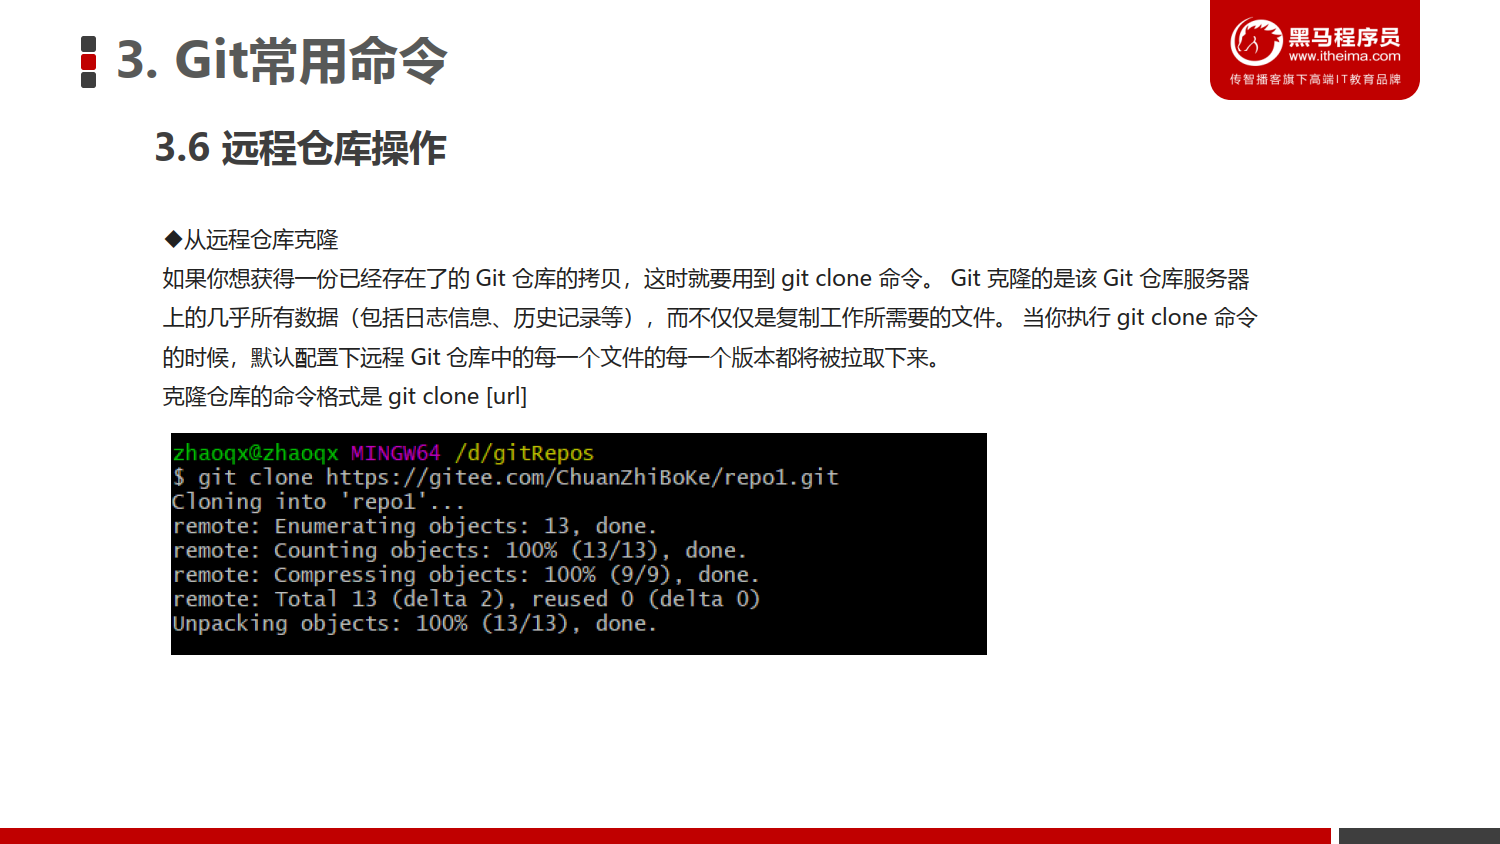 3. Git常用命令
黑马程序员
www.itheima.com
传智播客旗下高端IT教育品牌
3.6 远程仓库操作
◆从远程仓库克隆
如果你想获得一份已经存在了的 Git 仓库的拷贝，这时就要用到 git clone 命令。 Git 克隆的是该 Git 仓库服务器
上的几乎所有数据（包括日志信息、历史记录等），而不仅仅是复制工作所需要的文件。 当你执行 git clone 命令
的时候，默认配置下远程 Git 仓库中的每一个文件的每一个版本都将被拉取下来。
克隆仓库的命令格式是 git clone [url]
zhaoqx@zhaoqx MINGW64 /d/gitRepos
$ git clone https://gitee.com/ChuanZhiBoKe/repo1.git
Cloning into 'repo1'...
remote: Enumerating objects: 13, done.
remote: Counting objects: 100% (13/13), done.
remote: Compressing objects: 100% (9/9), done.
remote: Total 13 (delta 2), reused 0 (delta 0)
Unpacking objects: 100% (13/13), done.